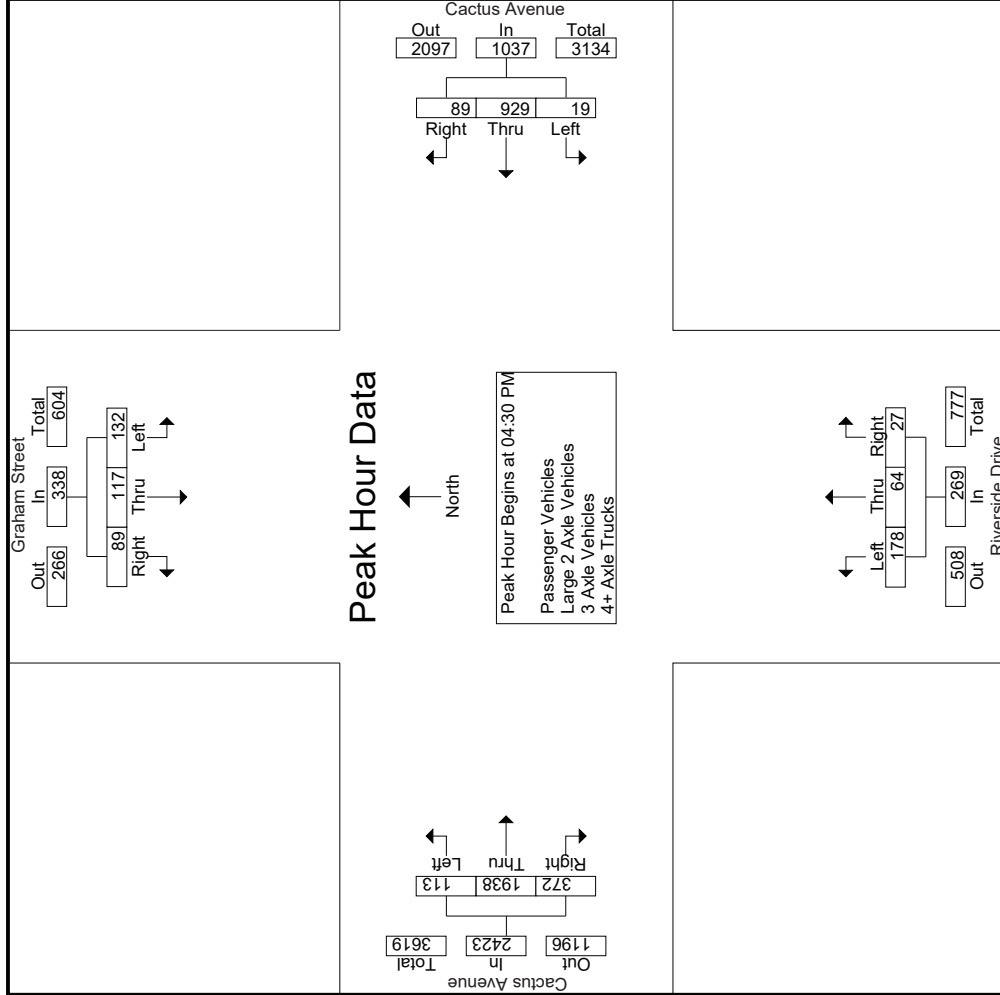 Cactus Avenue
Out In Total
2097 1037 3134
89 929 19
Right Thru Left
Graham Street
Out In Total
266 338 604
89 117 132
Right Thru Left
Peak Hour Data
North
Peak Hour Begins at 04:30 PM
Passenger Vehicles
Large 2 Axle Vehicles
3 Axle Vehicles
4+ Axle Trucks
Left Thru Right
178 64 27
508 269 777
Out In Total
Riverside Drive
Left Thru Right
113 1938 372
3619 2423 1196
Total In Out
Cactus Avenue